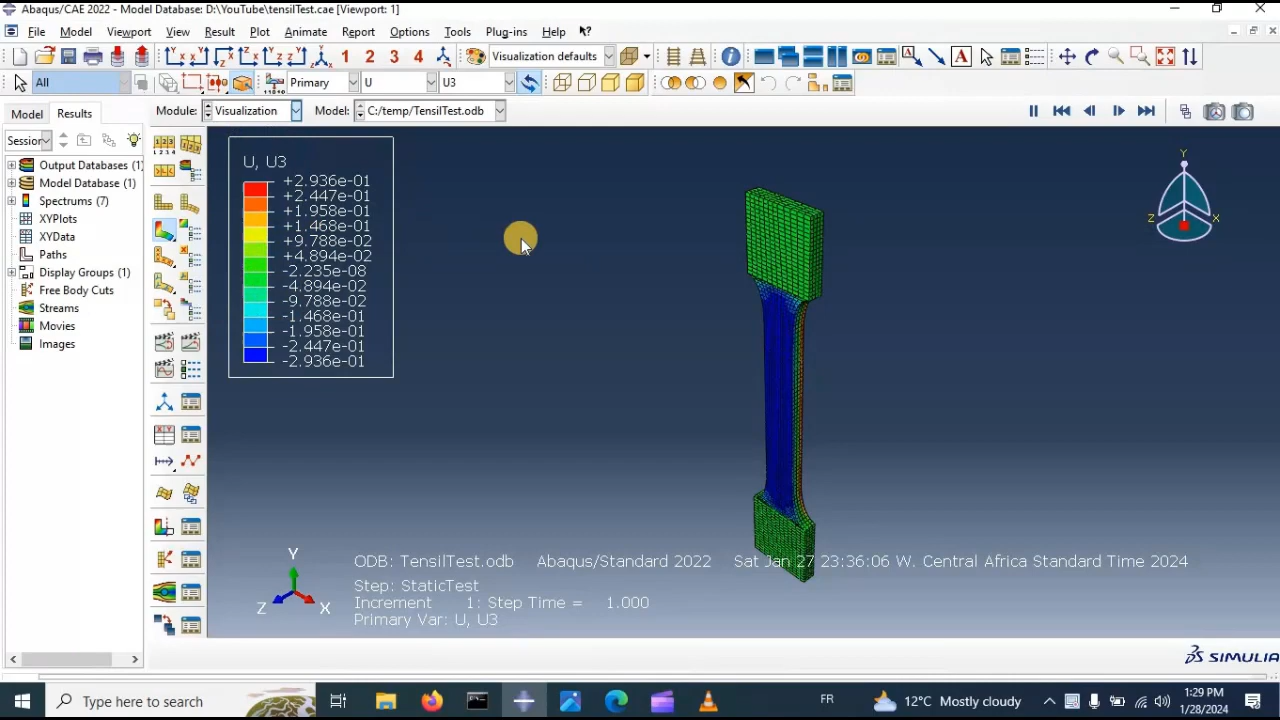 Abaqus/CAE 2022 - Model Database: D:\YouTube\tensilTest.cae [Viewport: 1]
File Model Viewport View Result Plot Animate Report Options Tools Plug-ins Help
1 2 3 4 Visualization defaults
All Primary U U3
Model Results Module: Visualization Model: C:/temp/TensilTest.odb
Session
Output Databases (1)
Model Database (1)
Spectrums (7)
XYPlots
XYData
Paths
Display Groups (1)
Free Body Cuts
Streams
Movies
Images
U, U3
+2.936e-01
+2.447e-01
+1.958e-01
+1.468e-01
+9.788e-02
+4.894e-02
-2.235e-08
-4.894e-02
-9.788e-02
-1.468e-01
-1.958e-01
-2.447e-01
-2.936e-01
Y
Z X
Y
Z X
ODB: TensilTest.odb Abaqus/Standard 2022 Sat Jan 27 23:36:06 W. Central Africa Standard Time 2024
Step: StaticTest
Increment 1: Step Time = 1.000
Primary Var: U, U3
SIMULIA
Type here to search
FR
12°C Mostly cloudy
1:29 PM
1/28/2024